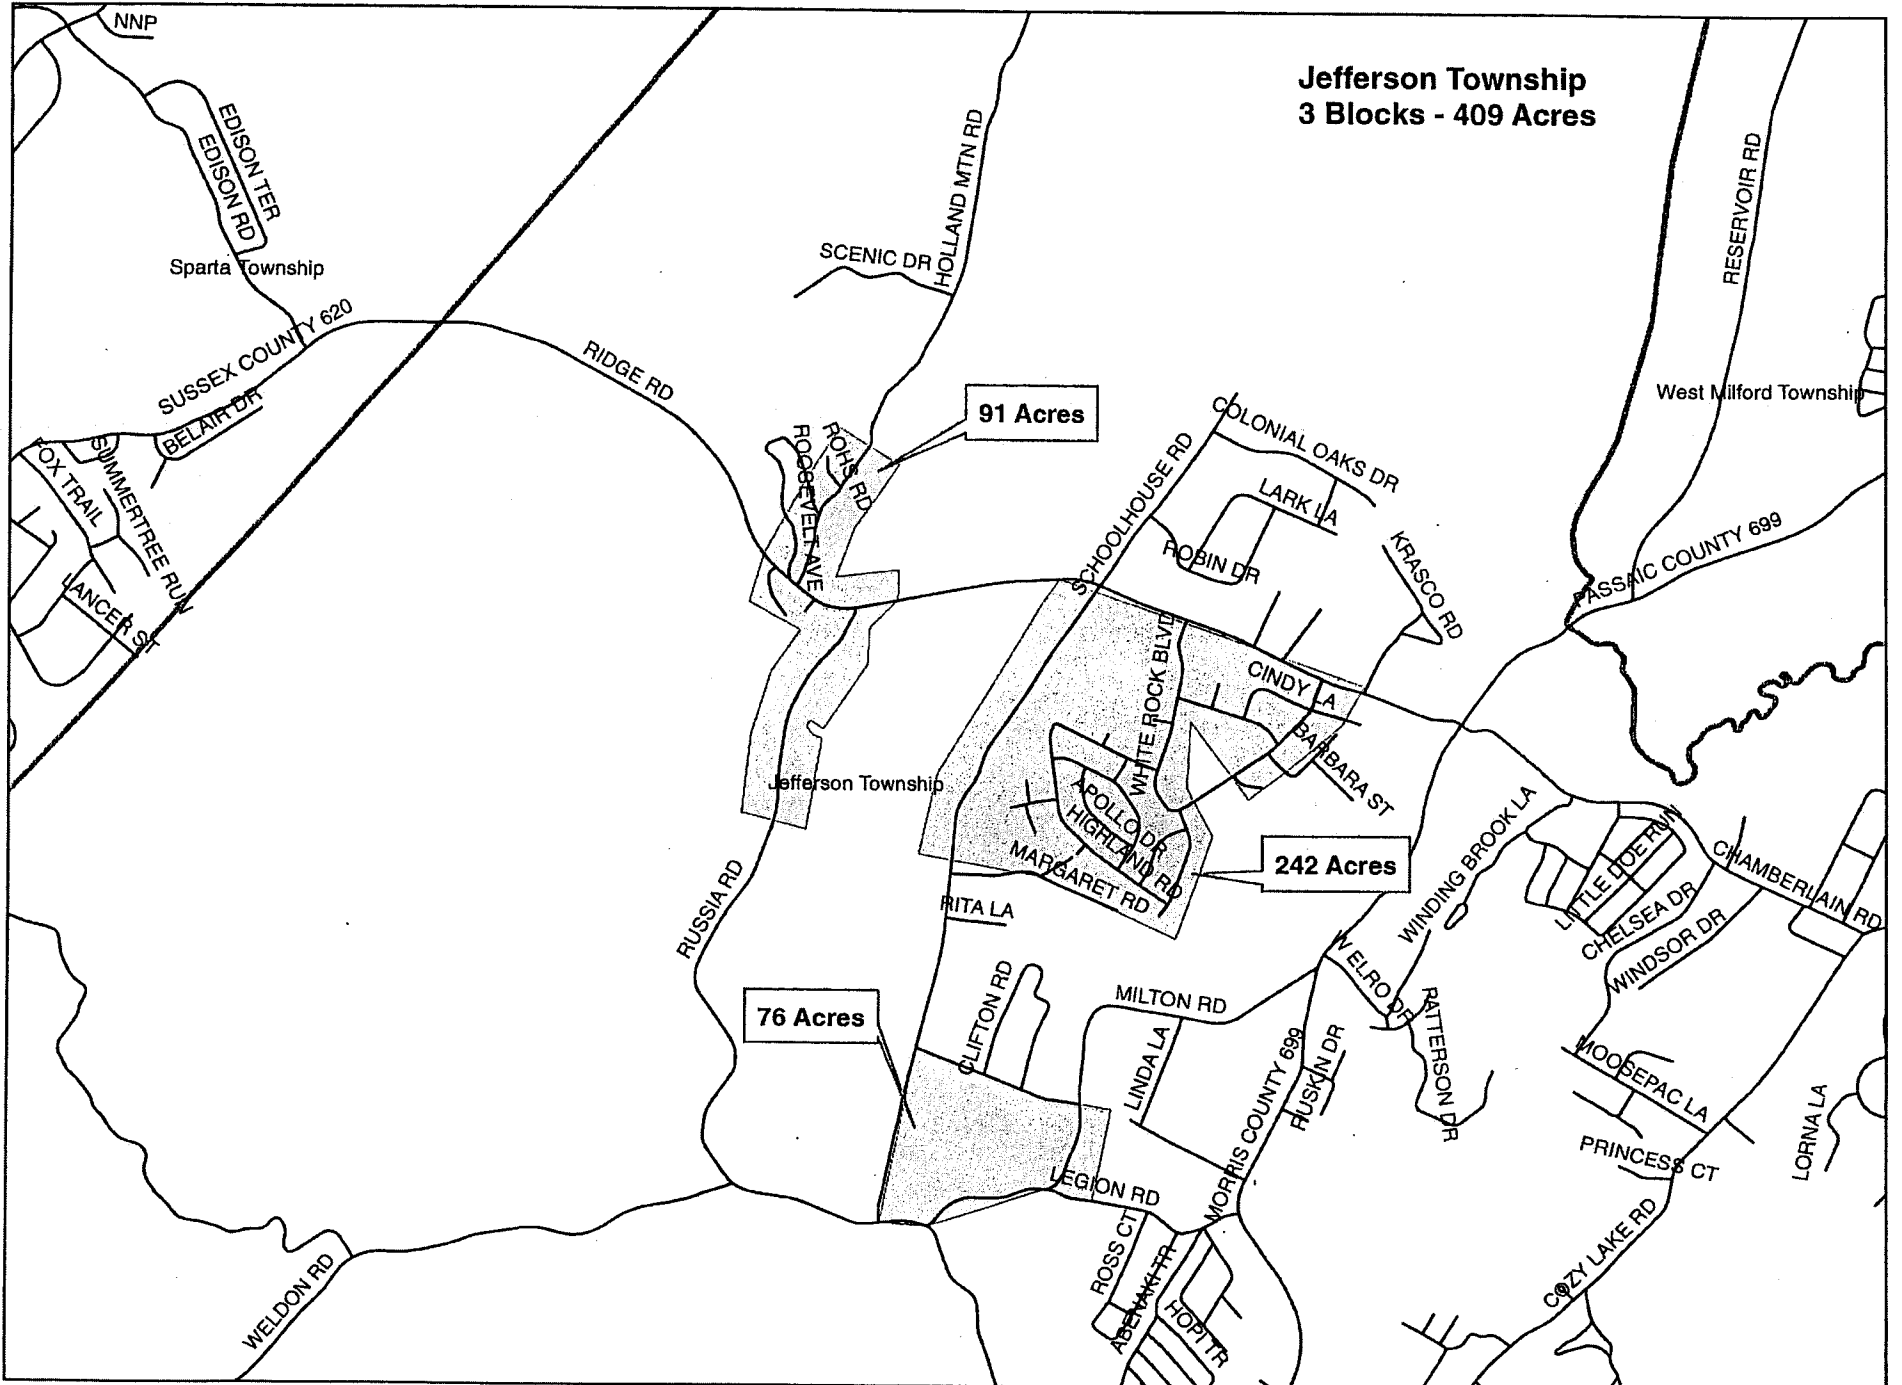 NNP
Jefferson Township
3 Blocks - 409 Acres
EDISON TER
EDISON RD
HOLLAND MTN RD
RESERVOIR RD
SCENIC DR
Sparta Township
SUSSEX COUNTY 620
RIDGE RD
BELAIR DR
West Milford Township
91 Acres
COLONIAL OAKS DR
FOX TRAIL
SUMMERTREE RUN
ROOSEVELT AVE
ROHS RD
SCHOOLHOUSE RD
LARK LA
ROBIN DR
KRASCO RD
PASSAIC COUNTY 699
LANCER ST
WHITE ROCK BLVD
CINDY LA
BARBARA ST
Jefferson Township
APOLLO DR
HIGHLAND RD
MARGARET RD
242 Acres
WINDING BROOK LA
LITTLE DOE RUN
CHAMBERLAIN RD
CHELSEA DR
WINDSOR DR
RUSSIA RD
RITA LA
W ELRO DR
76 Acres
CLIFTON RD
MILTON RD
LINDA LA
PATTERSON DR
MORRIS COUNTY 699
RUSKIN DR
MOOSEPAC LA
PRINCESS CT
LORNA LA
LEGION RD
ROSS CT
ABENAKI TR
HOPI TR
WELDON RD
COZY LAKE RD